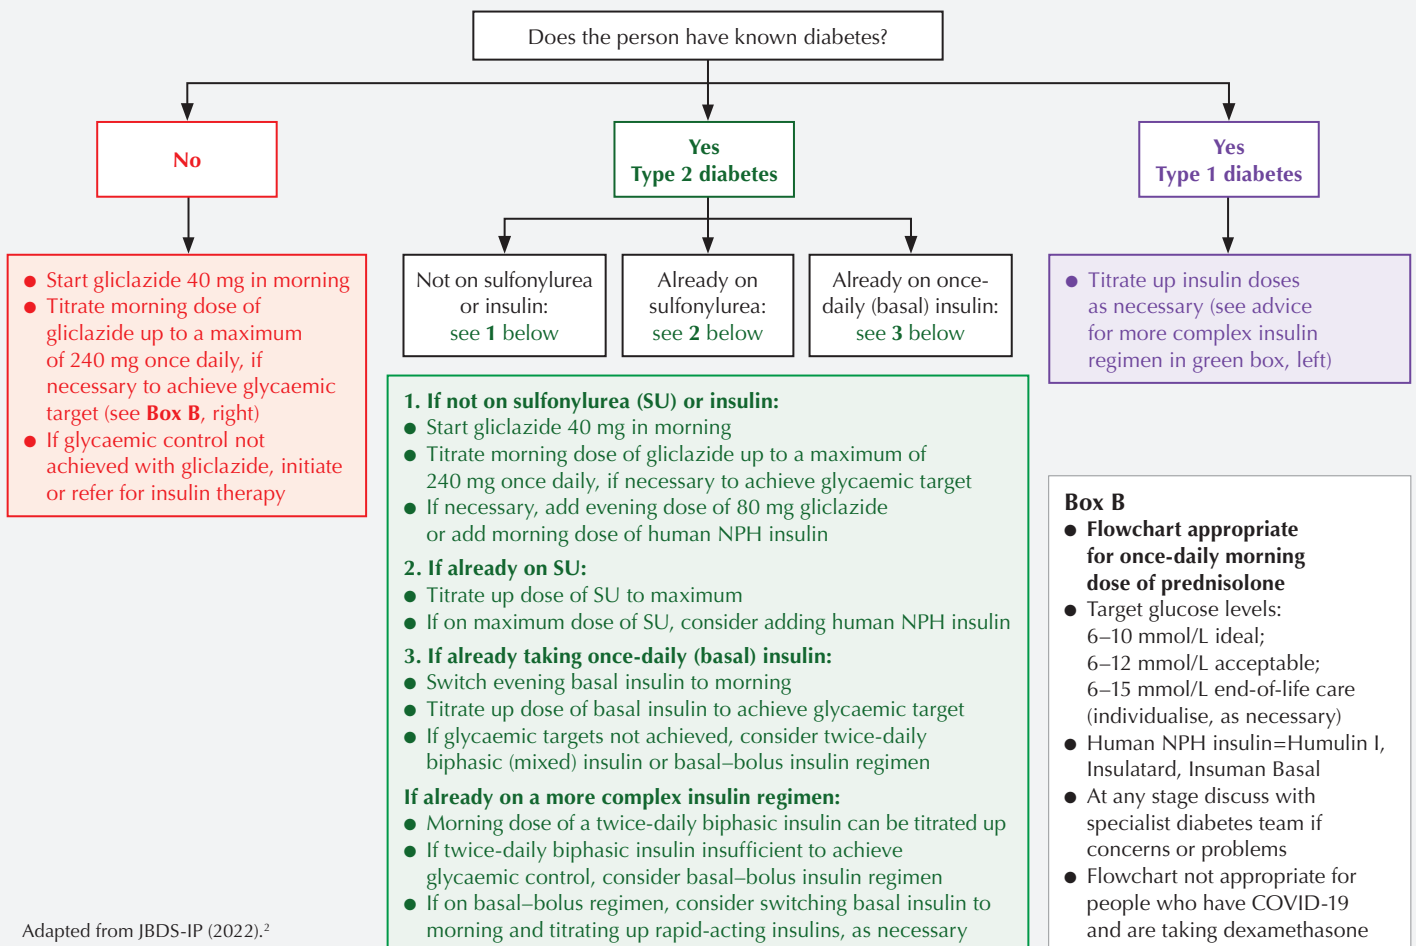 Does the person have known diabetes?
No
Yes
Type 2 diabetes
Yes
Type 1 diabetes
● Start gliclazide 40 mg in morning
● Titrate morning dose of
gliclazide up to a maximum
of 240 mg once daily, if
necessary to achieve glycaemic
target (see Box B, right)
● If glycaemic control not
achieved with gliclazide, initiate
or refer for insulin therapy
Not on sulfonylurea
or insulin:
see 1 below
Already on
sulfonylurea:
see 2 below
Already on once-
daily (basal) insulin:
see 3 below
● Titrate up insulin doses
as necessary (see advice
for more complex insulin
regimen in green box, left)
1. If not on sulfonylurea (SU) or insulin:
● Start gliclazide 40 mg in morning
● Titrate morning dose of gliclazide up to a maximum of
240 mg once daily, if necessary to achieve glycaemic target
● If necessary, add evening dose of 80 mg gliclazide
or add morning dose of human NPH insulin
2. If already on SU:
● Titrate up dose of SU to maximum
● If on maximum dose of SU, consider adding human NPH insulin
3. If already taking once-daily (basal) insulin:
● Switch evening basal insulin to morning
● Titrate up dose of basal insulin to achieve glycaemic target
● If glycaemic targets not achieved, consider twice-daily
biphasic (mixed) insulin or basal–bolus insulin regimen
If already on a more complex insulin regimen:
● Morning dose of a twice-daily biphasic insulin can be titrated up
● If twice-daily biphasic insulin insufficient to achieve
glycaemic control, consider basal–bolus insulin regimen
● If on basal–bolus regimen, consider switching basal insulin to
morning and titrating up rapid-acting insulins, as necessary
Box B
● Flowchart appropriate
for once-daily morning
dose of prednisolone
● Target glucose levels:
6–10 mmol/L ideal;
6–12 mmol/L acceptable;
6–15 mmol/L end-of-life care
(individualise, as necessary)
● Human NPH insulin=Humulin I,
Insulatard, Insuman Basal
● At any stage discuss with
specialist diabetes team if
concerns or problems
● Flowchart not appropriate for
people who have COVID-19
and are taking dexamethasone
Adapted from JBDS-IP (2022).²